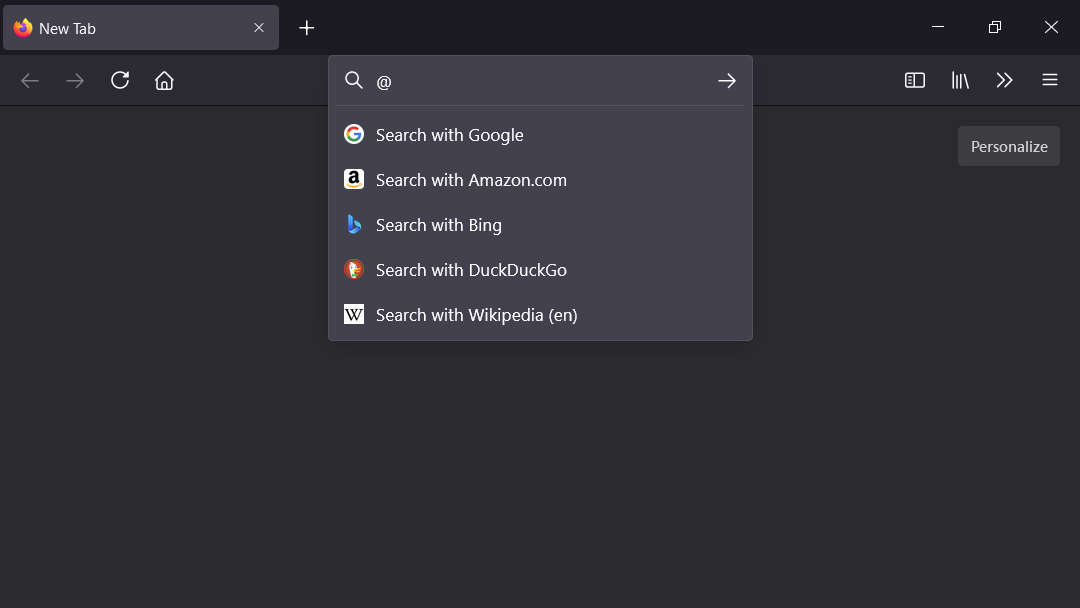 New Tab
@
Search with Google
Search with Amazon.com
Search with Bing
Search with DuckDuckGo
Search with Wikipedia (en)
Personalize